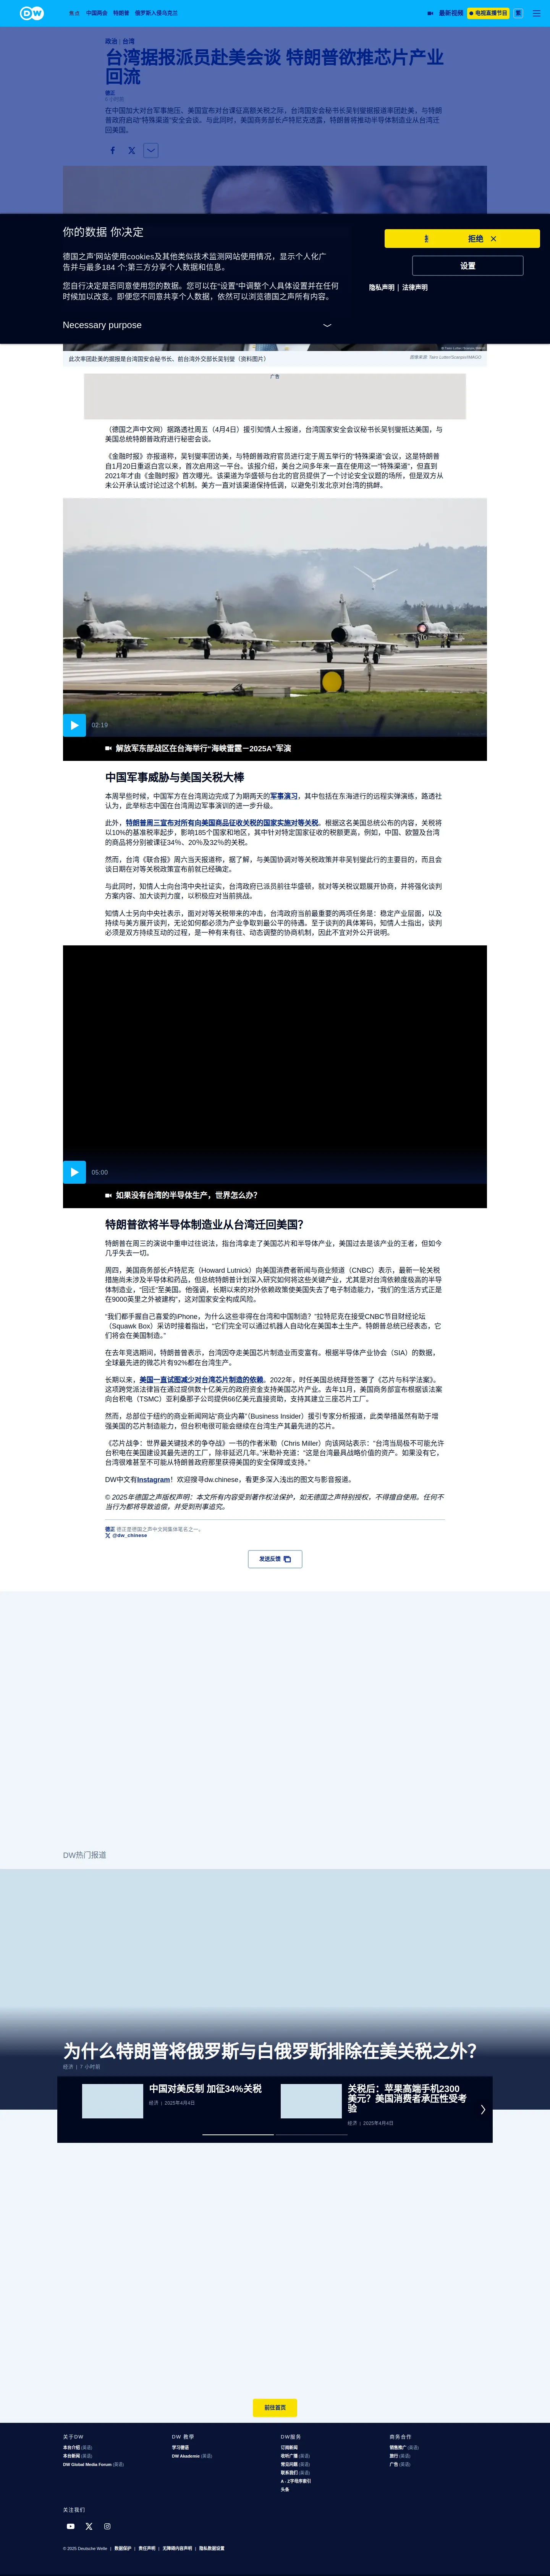 DW
焦点 中国两会 特朗普 俄罗斯入侵乌克兰
最新视频 电视直播节目 繁
政治 | 台湾
台湾据报派员赴美会谈 特朗普欲推芯片产业
回流
德正
在中国加大对台军事施压、美国宣布对台课征高额关税之际，台湾国安会秘书长吴钊燮据报道率团赴美，与特朗
普政府启动“特殊渠道”安全会谈。与此同时，美国商务部长卢特尼克透露，特朗普将推动半导体制造业从台湾迁
回美国。
你的数据 你决定
德国之声'网站使用cookies及其他类似技术监测网站使用情况，显示个人化广
告并与最多184 个;第三方分享个人数据和信息。
您自行决定是否同意使用您的数据。您可以在“设置”中调整个人具体设置并在任何
时候加以改变。即使您不同意共享个人数据，依然可以浏览德国之声所有内容。
Necessary purpose
拒绝
设置
隐私声明 | 法律声明
此次率团赴美的据报是台湾国安会秘书长、前台湾外交部长吴钊燮（资料图片）
广告
（德国之声中文网）据路透社周五（4月4日）援引知情人士报道，台湾国家安全会议秘书长吴钊燮抵达美国，与
美国总统特朗普政府进行秘密会谈。
《金融时报》亦报道称，吴钊燮率团访美，与特朗普政府官员进行定于周五举行的“特殊渠道”会议，这是特朗普
自1月20日重返白宫以来，首次启用这一平台。该报介绍，美台之间多年来一直在使用这一“特殊渠道”，但直到
2021年才由《金融时报》首次曝光。该渠道为华盛顿与台北的官员提供了一个讨论安全议题的场所，但是双方从
未公开承认或讨论过这个机制。美方一直对该渠道保持低调，以避免引发北京对台湾的挑衅。
02:19
解放军东部战区在台海举行“海峡雷霆－2025A”军演
中国军事威胁与美国关税大棒
本周早些时候，中国军方在台湾周边完成了为期两天的军事演习，其中包括在东海进行的远程实弹演练，路透社
认为，此举标志中国在台湾周边军事演训的进一步升级。
此外，特朗普周三宣布对所有向美国商品征收关税的国家实施对等关税。根据这名美国总统公布的内容，关税将
以10%的基准税率起步，影响185个国家和地区，其中针对特定国家征收的税额更高，例如，中国、欧盟及台湾
的商品将分别被课征34%、20%及32%的关税。
然而，台湾《联合报》周六当天报道称，据了解，与美国协调对等关税政策并非吴钊燮此行的主要目的，而且会
谈日期在对等关税政策宣布前就已经确定。
与此同时，知情人士向台湾中央社证实，台湾政府已派员前往华盛顿，就对等关税议题展开协商，并将强化谈判
方案内容、加大谈判力度，以积极应对当前挑战。
知情人士另向中央社表示，面对对等关税带来的冲击，台湾政府当前最重要的两项任务是：稳定产业层面，以及
持续与美方展开谈判，无论如何都必须为产业争取到最公平的待遇。至于谈判的具体筹码，知情人士指出，谈判
必须是双方持续互动的过程，是一种有来有往、动态调整的协商机制，因此不宜对外公开说明。
05:00
如果没有台湾的半导体生产，世界怎么办？
特朗普欲将半导体制造业从台湾迁回美国？
特朗普在周三的演说中重申过往说法，指台湾拿走了美国芯片和半导体产业，美国过去是该产业的王者，但如今
几乎失去一切。
周四，美国商务部长卢特尼克（Howard Lutnick）向美国消费者新闻与商业频道（CNBC）表示，最新一轮关税
措施尚未涉及半导体和药品，但总统特朗普计划深入研究如何将这些关键产业，尤其是对台湾依赖度极高的半导
体制造业，“回迁”至美国。他强调，长期以来的对外依赖政策使美国失去了电子制造能力，“我们的生活方式正是
在9000英里之外被建构”，这对国家安全构成风险。
“我们都手握自己喜爱的iPhone，为什么这些非得在台湾和中国制造？”拉特尼克在接受CNBC节目财经论坛
（Squawk Box）采访时接着指出，“它们完全可以通过机器人自动化在美国本土生产。特朗普总统已经表态，它
们将会在美国制造。”
在去年竞选期间，特朗普曾表示，台湾因夺走美国芯片制造业而变富有。根据半导体产业协会（SIA）的数据，
全球最先进的微芯片有92%都在台湾生产。
长期以来，美国一直试图减少对台湾芯片制造的依赖。2022年，时任美国总统拜登签署了《芯片与科学法案》。
这项跨党派法律旨在通过提供数十亿美元的政府资金支持美国芯片产业。去年11月，美国商务部宣布根据该法案
向台积电（TSMC）亚利桑那子公司提供66亿美元直接资助，支持其建立三座芯片工厂。
然而，总部位于纽约的商业新闻网站“商业内幕”（Business Insider）援引专家分析报道，此类举措虽然有助于增
强美国的芯片制造能力，但台积电很可能会继续在台湾生产其最先进的芯片。
《芯片战争：世界最关键技术的争夺战》一书的作者米勒（Chris Miller）向该网站表示：“台湾当局极不可能允许
台积电在美国建设其最先进的工厂，除非延迟几年。”米勒补充道：“这是台湾最具战略价值的资产。如果没有它，
台湾很难甚至不可能从特朗普政府那里获得美国的安全保障或支持。”
DW中文有Instagram！欢迎搜寻dw.chinese，看更多深入浅出的图文与影音报道。
© 2025年德国之声版权声明：本文所有内容受到著作权法保护，如无德国之声特别授权，不得擅自使用。任何不
当行为都将导致追偿，并受到刑事追究。
德正 德正是德国之声中文网集体笔名之一。
@dw_chinese
发送反馈
DW热门报道
为什么特朗普将俄罗斯与白俄罗斯排除在美关税之外？
经济 | 7 小时前
中国对美反制 加征34%关税
经济 | 2025年4月4日
关税后：苹果高端手机2300
美元？美国消费者承压性受考
验
经济 | 2025年4月4日
前往首页
关于DW
本台介绍 (英语)
本台新闻 (英语)
DW Global Media Forum (英语)
DW 教學
学习德语
DW Akademie (英语)
DW服务
订阅新闻
收听广播 (英语)
常见问题 (英语)
联系我们 (英语)
A - Z字母序索引
头条
商务合作
销售推广 (英语)
旅行 (英语)
广告 (英语)
关注我们
© 2025 Deutsche Welle | 数据保护 | 责任声明 | 无障碍内容声明 | 隐私数据设置